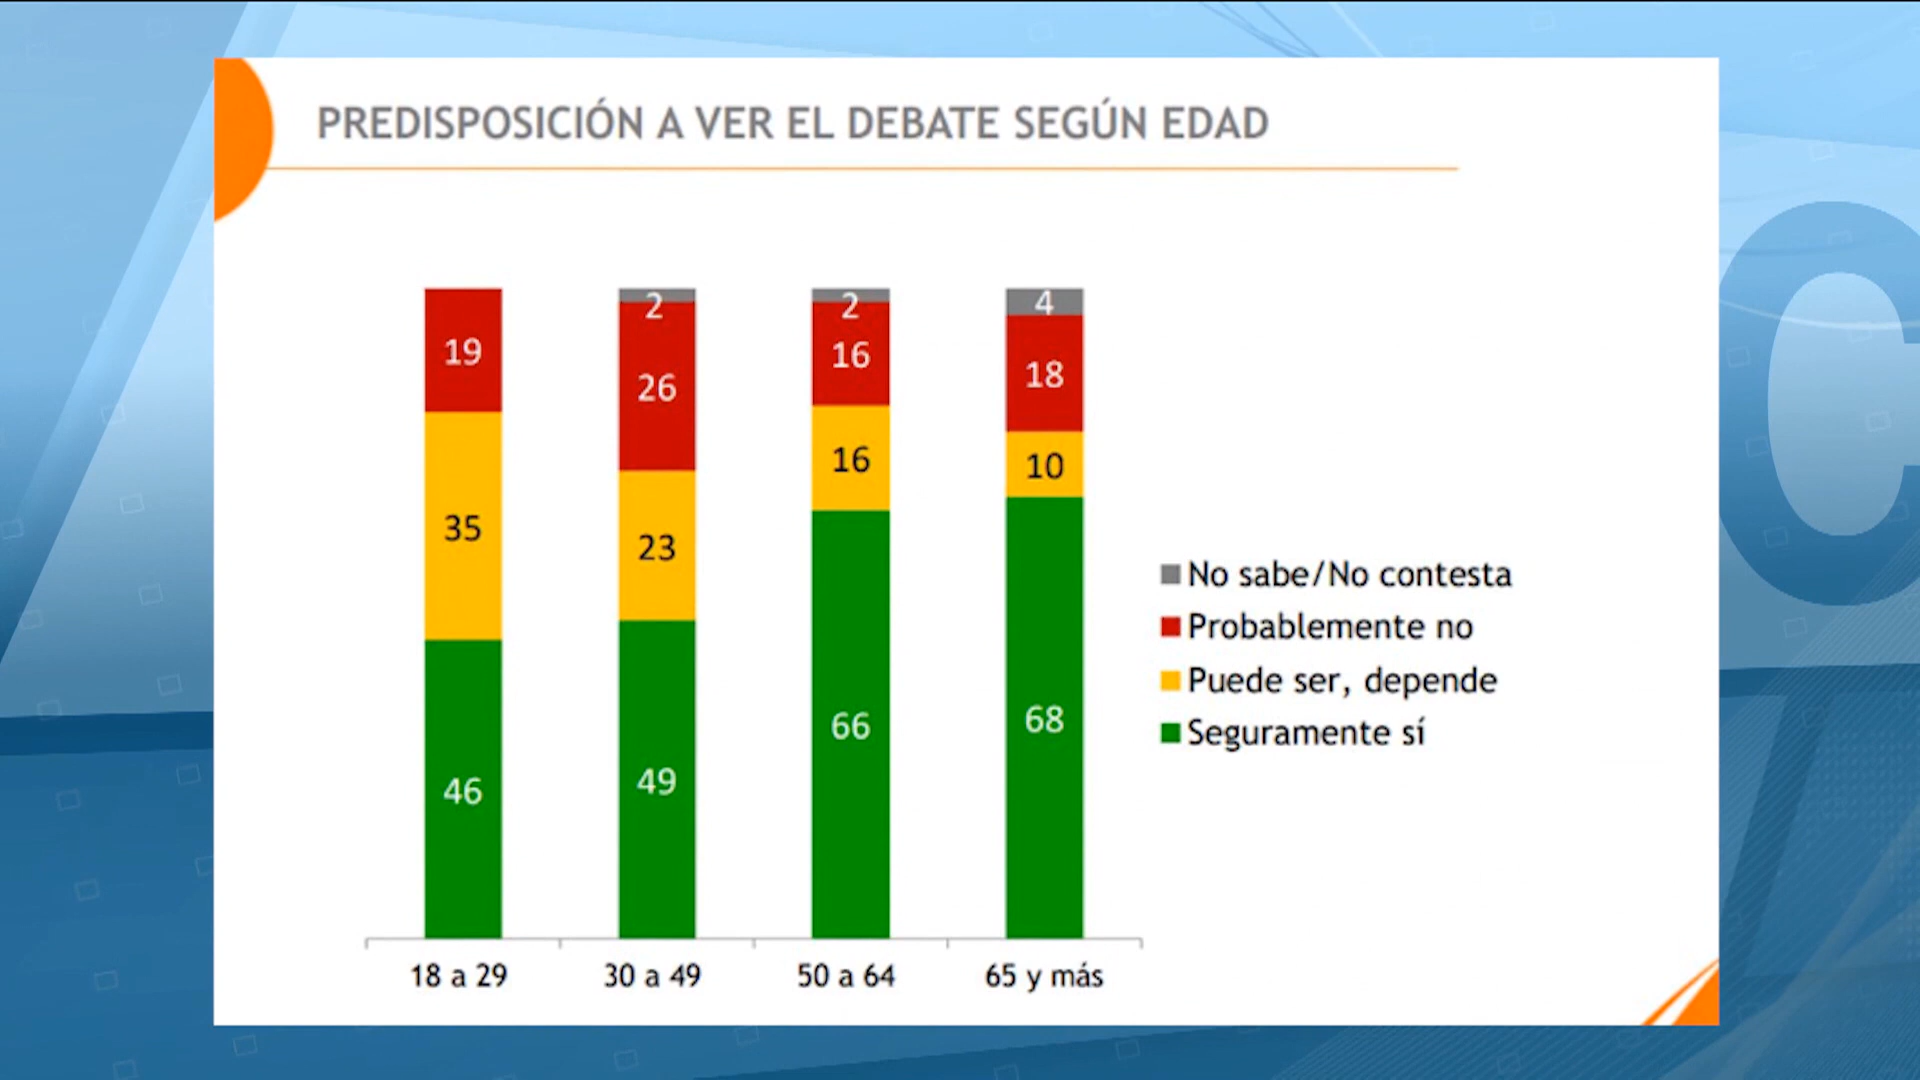 PREDISPOSICIÓN A VER EL DEBATE SEGÚN EDAD
19
35
46
2
26
23
49
2
16
16
66
4
18
10
68
18 a 29
30 a 49
50 a 64
65 y más
No sabe/No contesta
Probablemente no
Puede ser, depende
Seguramente sí